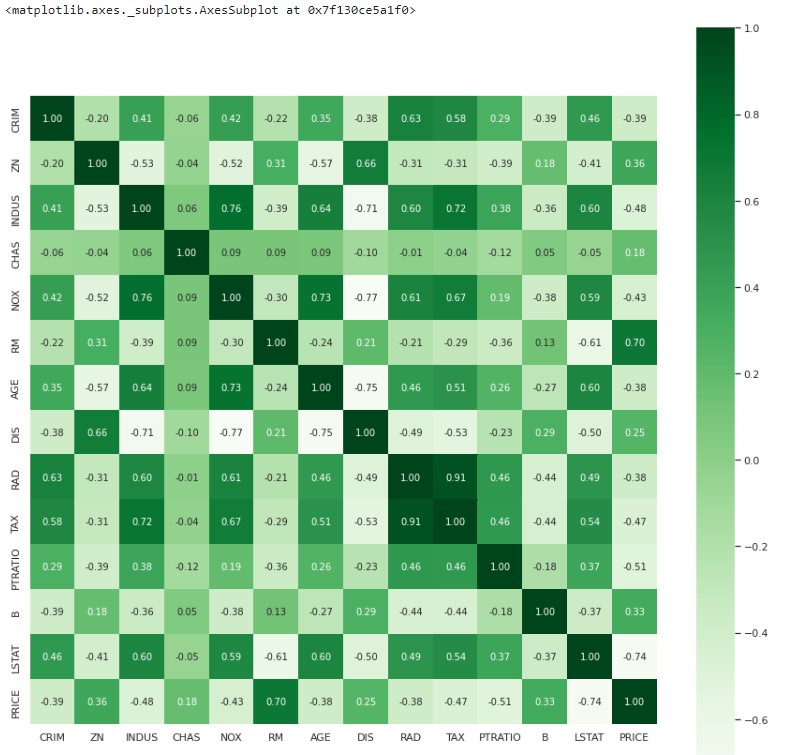 <matplotlib.axes._subplots.AxesSubplot at 0x7f130ce5a1f0>
1.0
CRIM 1.00 -0.20 0.41 -0.06 0.42 -0.22 0.35 -0.38 0.63 0.58 0.29 -0.39 0.46 -0.39
0.8
ZN -0.20 1.00 -0.53 -0.04 -0.52 0.31 -0.57 0.66 -0.31 -0.31 -0.39 0.18 -0.41 0.36
INDUS 0.41 -0.53 1.00 0.06 0.76 -0.39 0.64 -0.71 0.60 0.72 0.38 -0.36 0.60 -0.48
0.6
CHAS -0.06 -0.04 0.06 1.00 0.09 0.09 0.09 -0.10 -0.01 -0.04 -0.12 0.05 -0.05 0.18
0.4
NOX 0.42 -0.52 0.76 0.09 1.00 -0.30 0.73 -0.77 0.61 0.67 0.19 -0.38 0.59 -0.43
RM -0.22 0.31 -0.39 0.09 -0.30 1.00 -0.24 0.21 -0.21 -0.29 -0.36 0.13 -0.61 0.70
0.2
AGE 0.35 -0.57 0.64 0.09 0.73 -0.24 1.00 -0.75 0.46 0.51 0.26 -0.27 0.60 -0.38
DIS -0.38 0.66 -0.71 -0.10 -0.77 0.21 -0.75 1.00 -0.49 -0.53 -0.23 0.29 -0.50 0.25
0.0
RAD 0.63 -0.31 0.60 -0.01 0.61 -0.21 0.46 -0.49 1.00 0.91 0.46 -0.44 0.49 -0.38
TAX 0.58 -0.31 0.72 -0.04 0.67 -0.29 0.51 -0.53 0.91 1.00 0.46 -0.44 0.54 -0.47
−0.2
PTRATIO 0.29 -0.39 0.38 -0.12 0.19 -0.36 0.26 -0.23 0.46 0.46 1.00 -0.18 0.37 -0.51
B -0.39 0.18 -0.36 0.05 -0.38 0.13 -0.27 0.29 -0.44 -0.44 -0.18 1.00 -0.37 0.33
−0.4
LSTAT 0.46 -0.41 0.60 -0.05 0.59 -0.61 0.60 -0.50 0.49 0.54 0.37 -0.37 1.00 -0.74
PRICE -0.39 0.36 -0.48 0.18 -0.43 0.70 -0.38 0.25 -0.38 -0.47 -0.51 0.33 -0.74 1.00
−0.6
CRIM ZN INDUS CHAS NOX RM AGE DIS RAD TAX PTRATIO B LSTAT PRICE